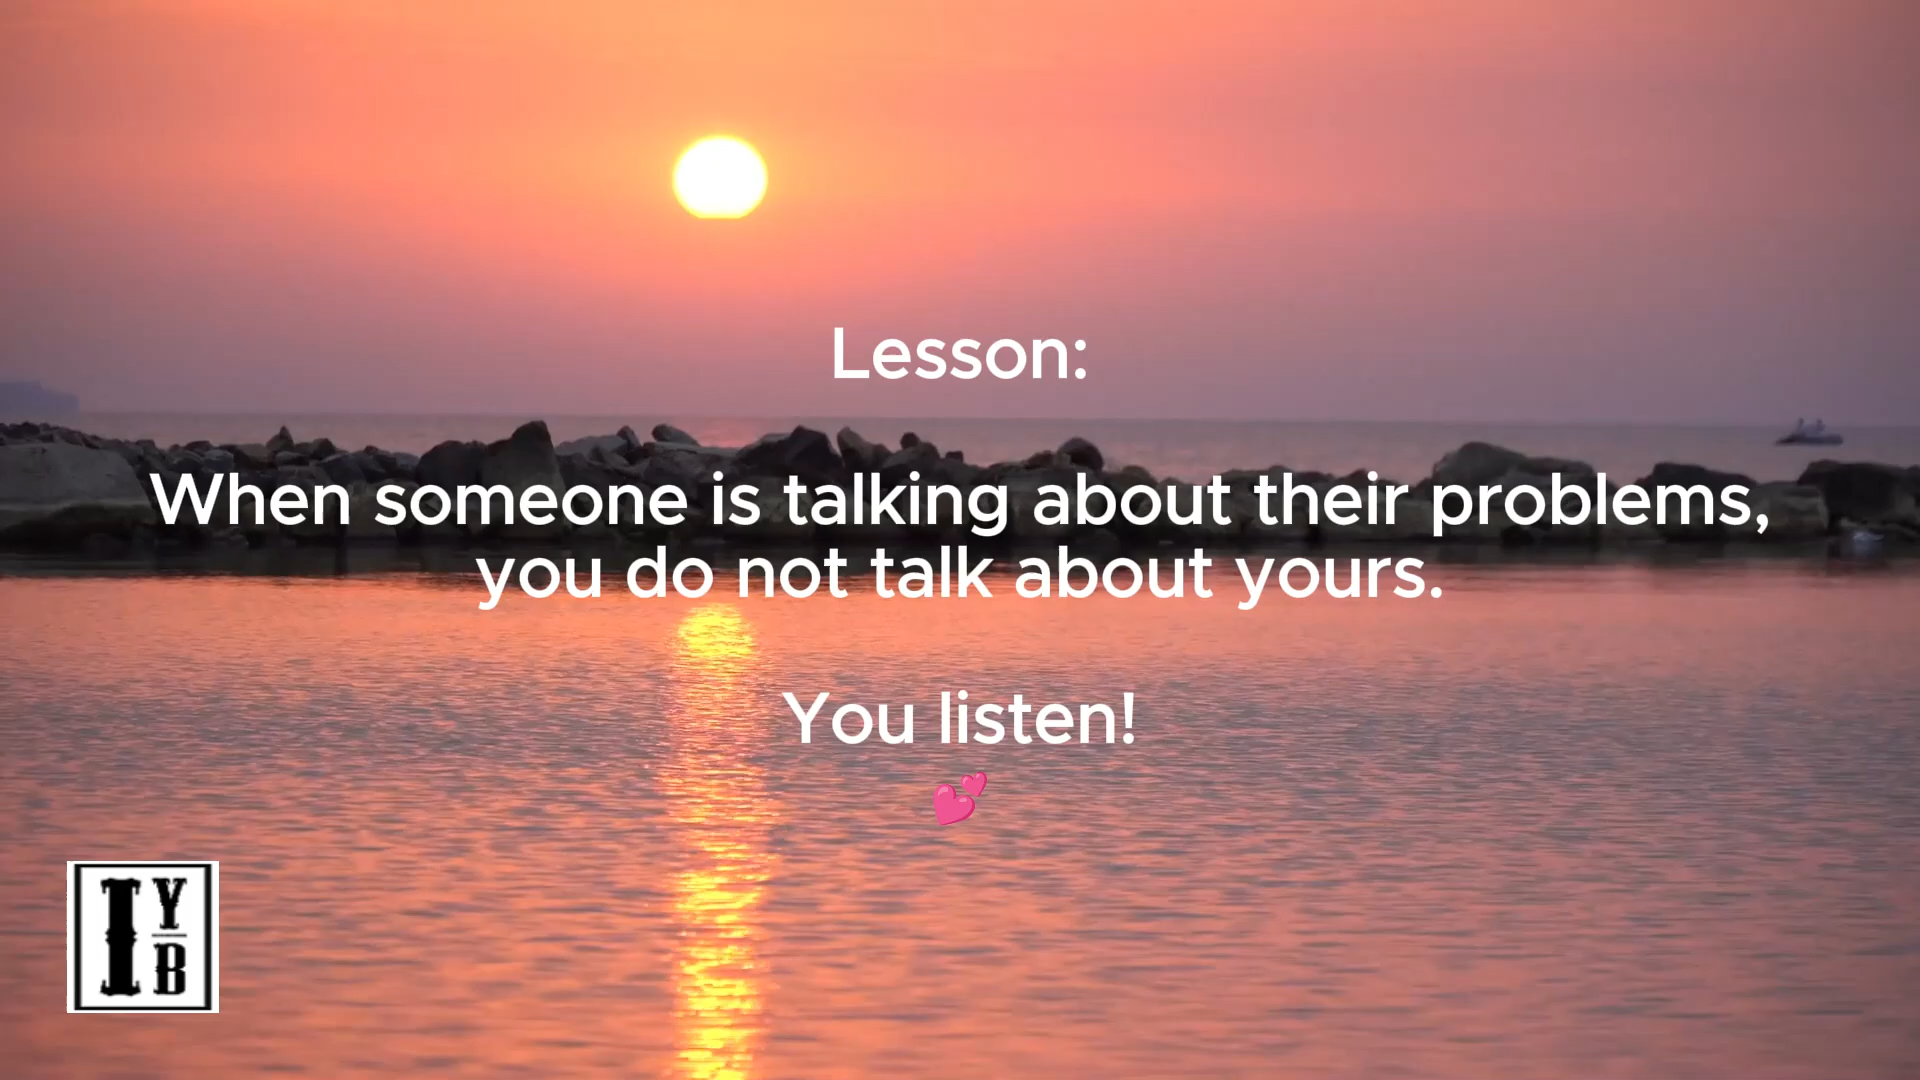 Lesson:
When someone is talking about their problems,
you do not talk about yours.
You listen!
💕
I Y B